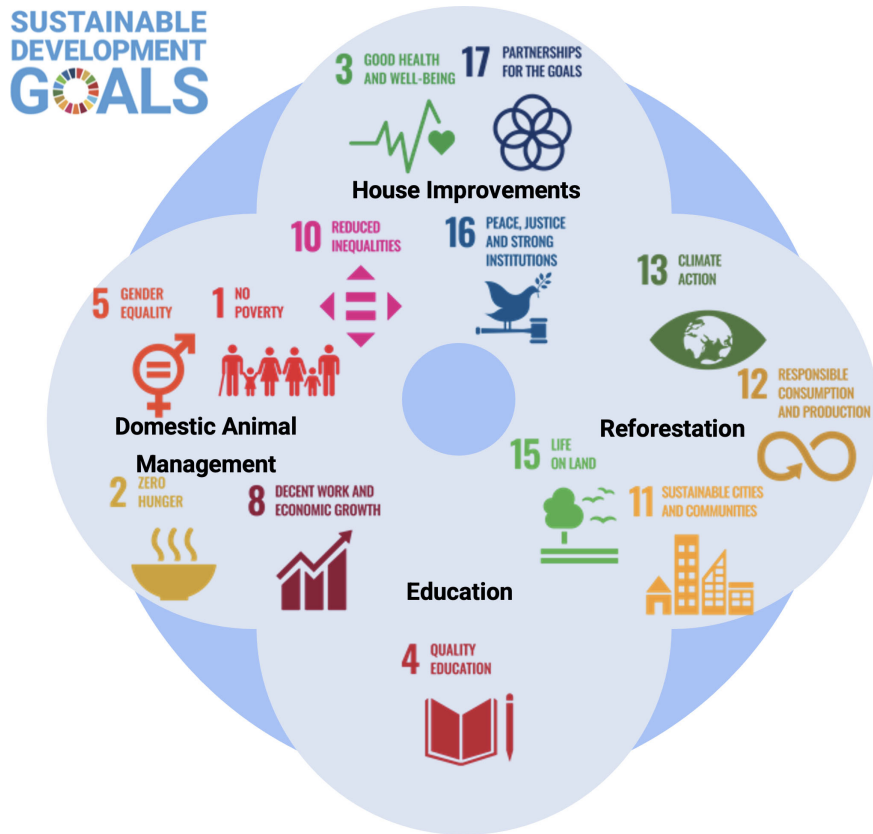 SUSTAINABLE
DEVELOPMENT
GOALS
3 GOOD HEALTH
AND WELL-BEING
17 PARTNERSHIPS
FOR THE GOALS
House Improvements
10 REDUCED
INEQUALITIES
16 PEACE, JUSTICE
AND STRONG
INSTITUTIONS
5 GENDER
EQUALITY
1 NO
POVERTY
13 CLIMATE
ACTION
12 RESPONSIBLE
CONSUMPTION
AND PRODUCTION
Domestic Animal
Management
Reforestation
2 ZERO
HUNGER
8 DECENT WORK AND
ECONOMIC GROWTH
15 LIFE
ON LAND
11 SUSTAINABLE CITIES
AND COMMUNITIES
Education
4 QUALITY
EDUCATION